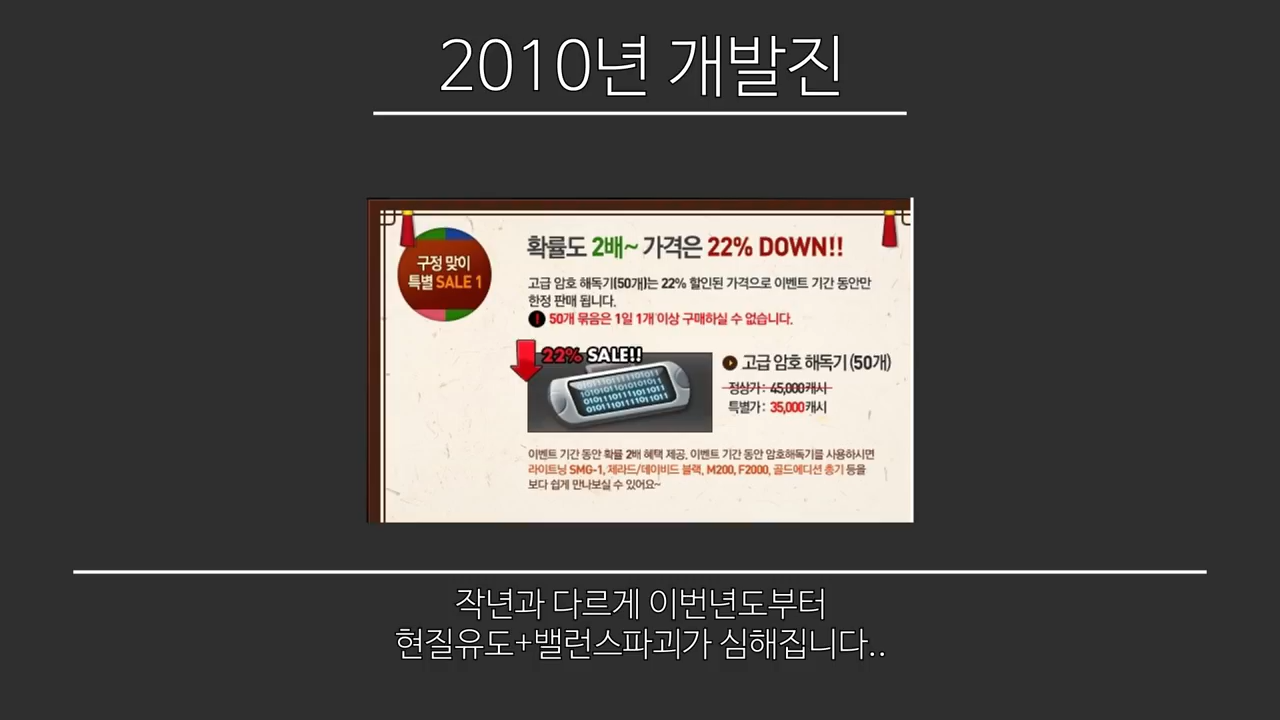 2010년 개발진
구정 맞이
특별 SALE 1
확률도 2배~ 가격은 22% DOWN!!
고급 암호 해독기(50개)는 22% 할인된 가격으로 이벤트 기간 동안만
한정 판매 됩니다.
50개 묶음은 1일 1개 이상 구매하실 수 없습니다.
22% SALE!!
고급 암호 해독기 (50개)
정상가 : 45,000캐시
특별가 : 35,000캐시
이벤트 기간 동안 확률 2배 혜택 제공. 이벤트 기간 동안 암호해독기를 사용하시면
라이트닝 SMG-1, 제라드/데이비드 블랙, M200, F2000, 골드에디션 총기 등을
보다 쉽게 만나보실 수 있어요~
작년과 다르게 이번년도부터
현질유도+밸런스파괴가 심해집니다..